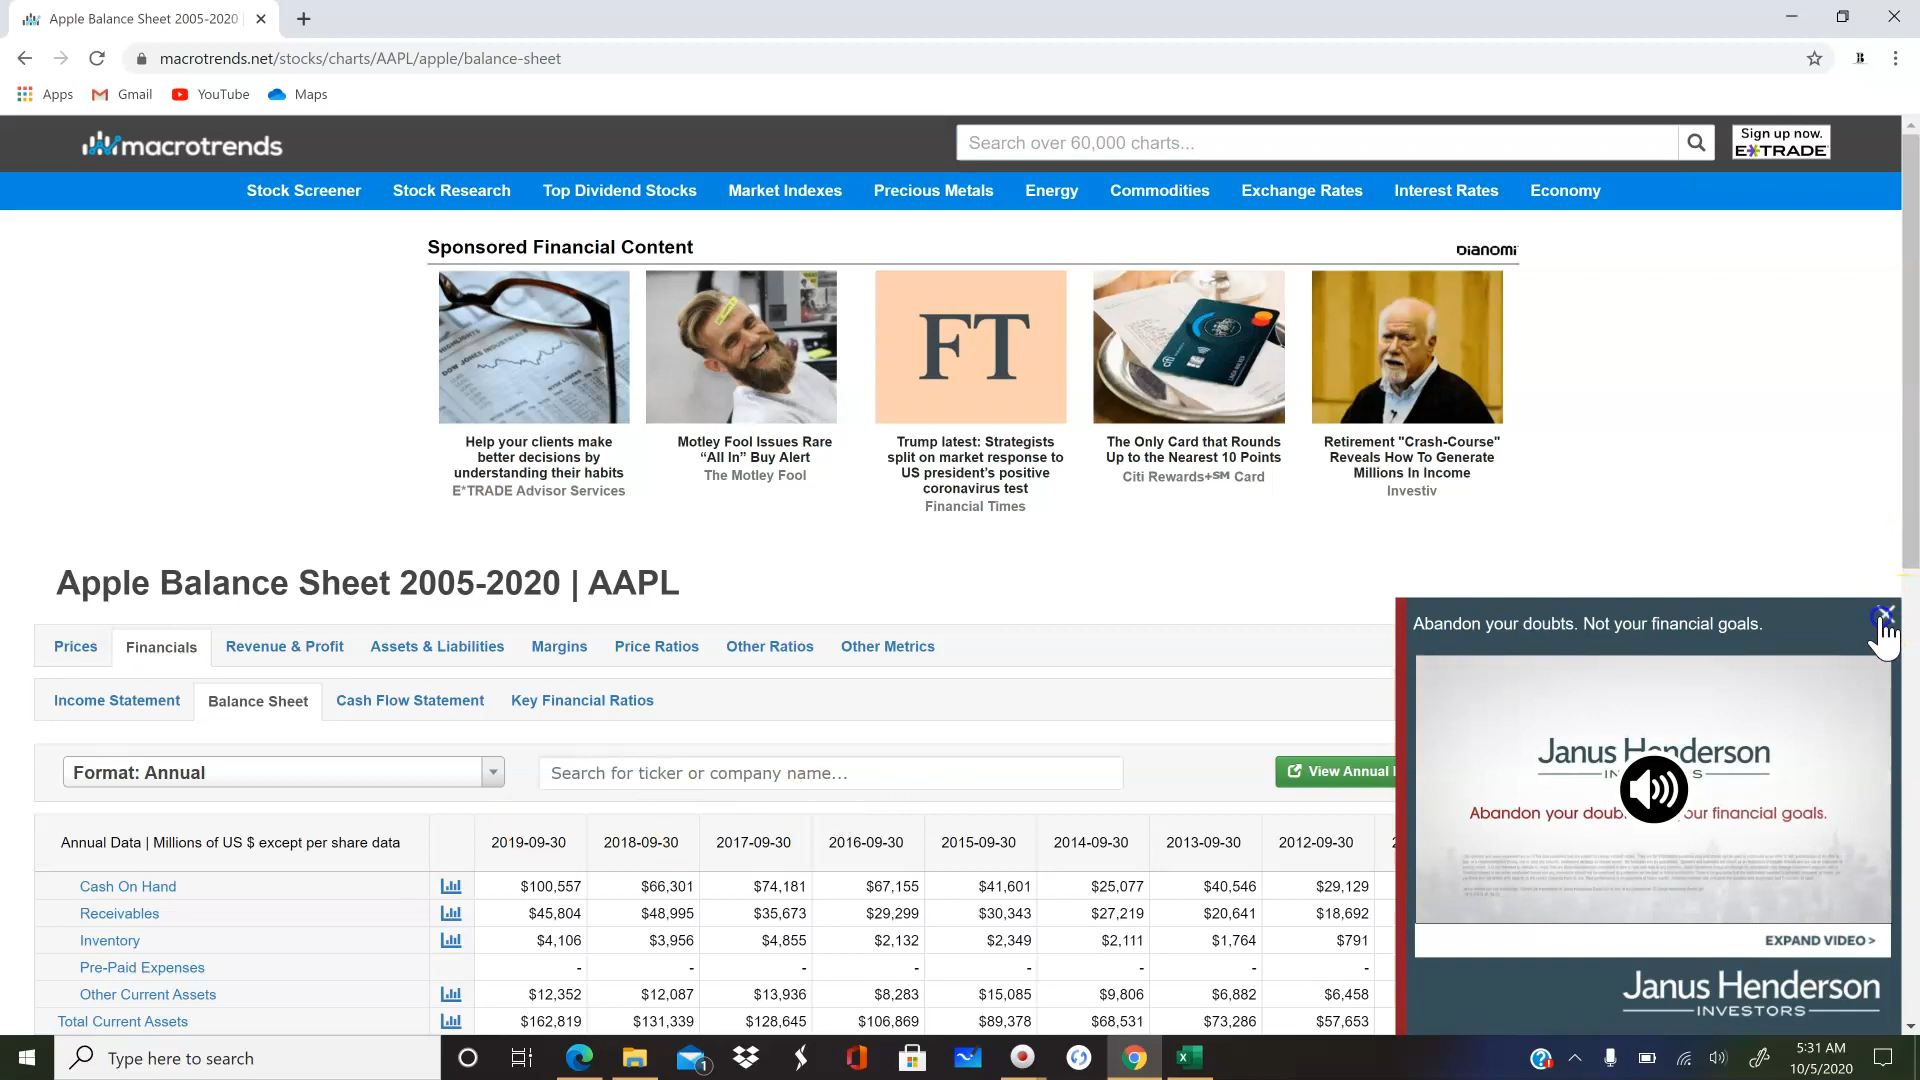 Apple Balance Sheet 2005-2020
macrotrends.net/stocks/charts/AAPL/apple/balance-sheet
Apps Gmail YouTube Maps
macrotrends
Search over 60,000 charts...
Sign up now.
E*TRADE
Stock Screener Stock Research Top Dividend Stocks Market Indexes Precious Metals Energy Commodities Exchange Rates Interest Rates Economy
Sponsored Financial Content
DIANOMI
FT
citi
Help your clients make
better decisions by
understanding their habits
E*TRADE Advisor Services
Motley Fool Issues Rare
“All In” Buy Alert
The Motley Fool
Trump latest: Strategists
split on market response to
US president's positive
coronavirus test
Financial Times
The Only Card that Rounds
Up to the Nearest 10 Points
Citi Rewards+℠ Card
Retirement "Crash-Course"
Reveals How To Generate
Millions In Income
Investiv
Apple Balance Sheet 2005-2020 | AAPL
Prices Financials Revenue & Profit Assets & Liabilities Margins Price Ratios Other Ratios Other Metrics
Income Statement Balance Sheet Cash Flow Statement Key Financial Ratios
Format: Annual
Search for ticker or company name...
View Annual
Annual Data | Millions of US $ except per share data 2019-09-30 2018-09-30 2017-09-30 2016-09-30 2015-09-30 2014-09-30 2013-09-30 2012-09-30
Cash On Hand $100,557 $66,301 $74,181 $67,155 $41,601 $25,077 $40,546 $29,129
Receivables $45,804 $48,995 $35,673 $29,299 $30,343 $27,219 $20,641 $18,692
Inventory $4,106 $3,956 $4,855 $2,132 $2,349 $2,111 $1,764 $791
Pre-Paid Expenses - - - - - - - -
Other Current Assets $12,352 $12,087 $13,936 $8,283 $15,085 $9,806 $6,882 $6,458
Total Current Assets $162,819 $131,339 $128,645 $106,869 $89,378 $68,531 $73,286 $57,653
Abandon your doubts. Not your financial goals.
Janus Henderson
Abandon your financial goals.
EXPAND VIDEO >
Janus Henderson
INVESTORS
Type here to search
1
5:31 AM
10/5/2020